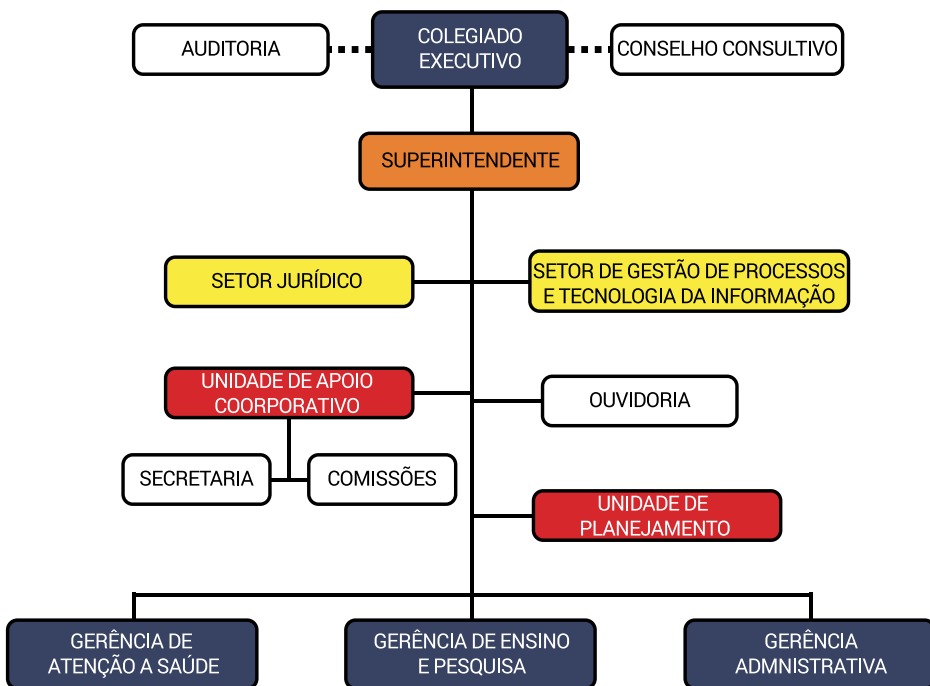 AUDITORIA
COLEGIADO
EXECUTIVO
CONSELHO CONSULTIVO
SUPERINTENDENTE
SETOR JURÍDICO
SETOR DE GESTÃO DE PROCESSOS
E TECNOLOGIA DA INFORMAÇÃO
UNIDADE DE APOIO
COORPORATIVO
OUVIDORIA
SECRETARIA
COMISSÕES
UNIDADE DE
PLANEJAMENTO
GERÊNCIA DE
ATENÇÃO A SAÚDE
GERÊNCIA DE ENSINO
E PESQUISA
GERÊNCIA
ADMNISTRATIVA